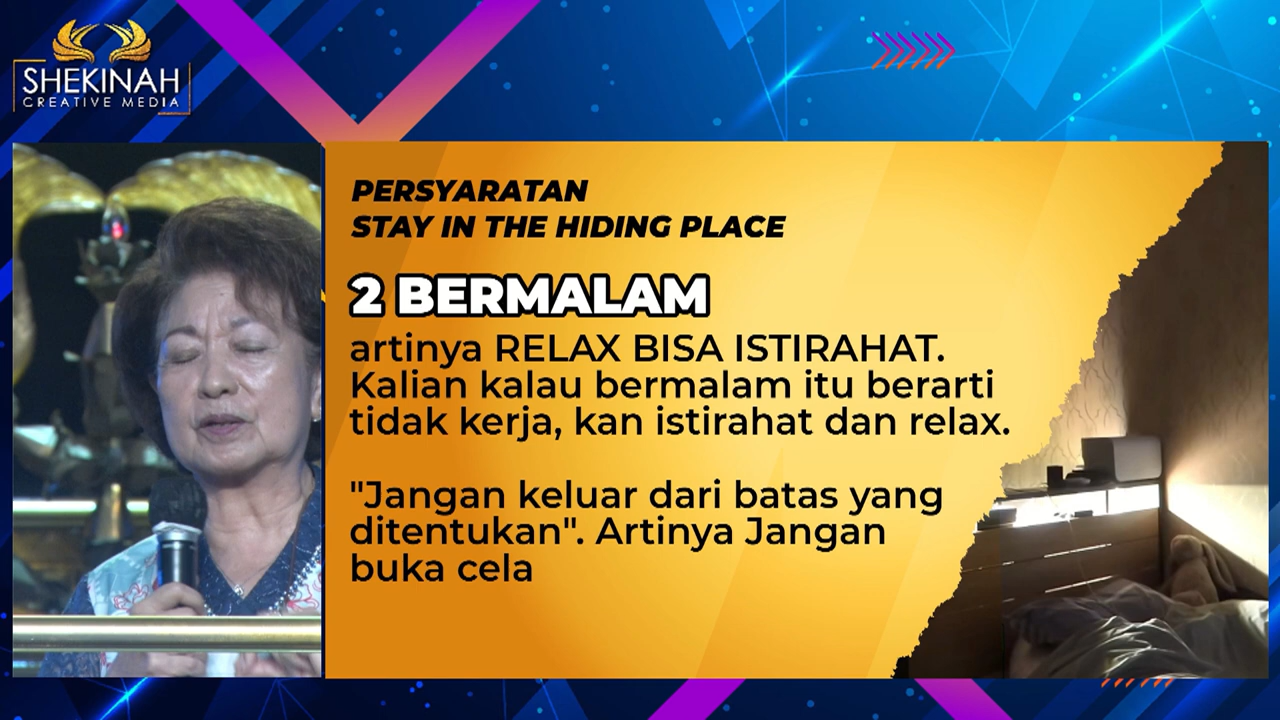 SHEKINAH
CREATIVE MEDIA
PERSYARATAN
STAY IN THE HIDING PLACE
2 BERMALAM
artinya RELAX BISA ISTIRAHAT.
Kalian kalau bermalam itu berarti
tidak kerja, kan istirahat dan relax.
"Jangan keluar dari batas yang
ditentukan". Artinya Jangan
buka cela